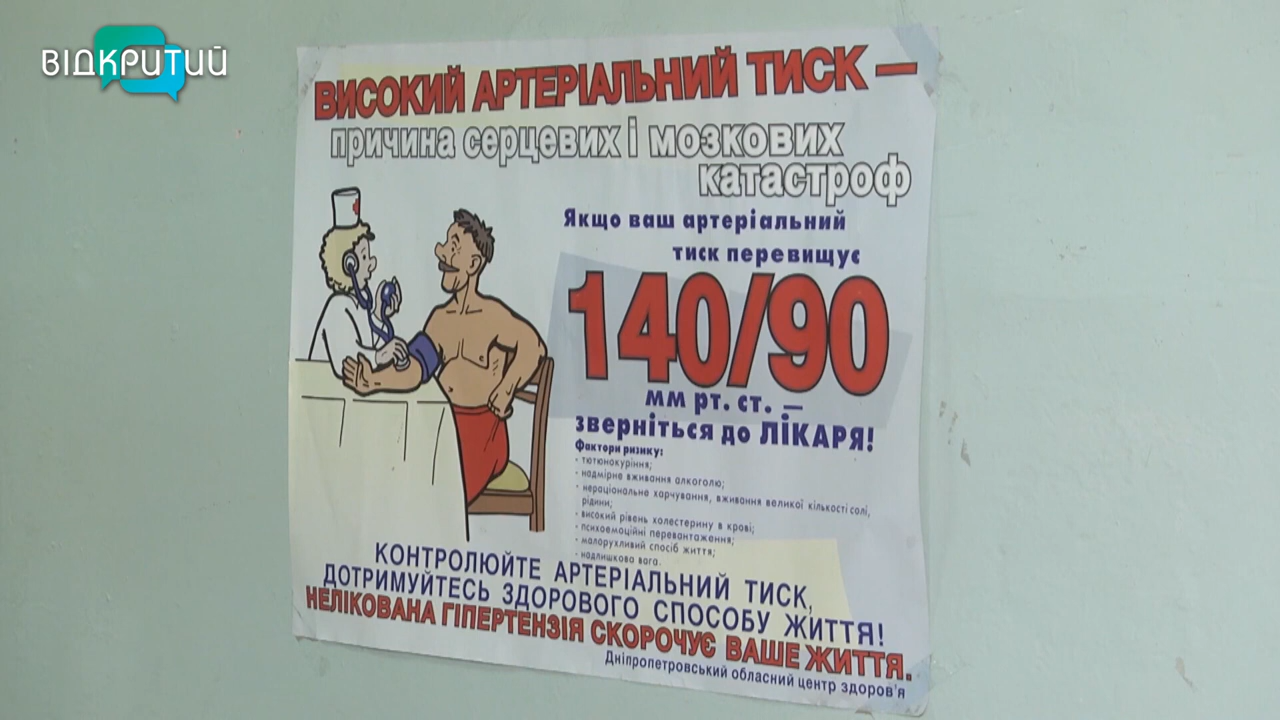 ВІДКРИТИЙ
ВИСОКИЙ АРТЕРІАЛЬНИЙ ТИСК –
причина серцевих і мозкових
катастроф
Якщо ваш артеріальний
тиск перевищує
140/90
мм рт. ст. –
зверніться до ЛІКАРЯ!
Фактори ризику:
- тютюнокуріння;
- надмірне вживання алкоголю;
- нераціонально харчування, вживання великої кількості солі,
рідини;
- високий рівень холестерину в крові;
- психоемоційні перевантаження;
- малорухливий спосіб життя;
- надлишкова вага.
КОНТРОЛЮЙТЕ АРТЕРІАЛЬНИЙ ТИСК,
ДОТРИМУЙТЕСЬ ЗДОРОВОГО СПОСОБУ ЖИТТЯ!
НЕЛІКОВАНА ГІПЕРТЕНЗІЯ СКОРОЧУЄ ВАШЕ ЖИТТЯ.
Дніпропетровський обласний центр здоров'я